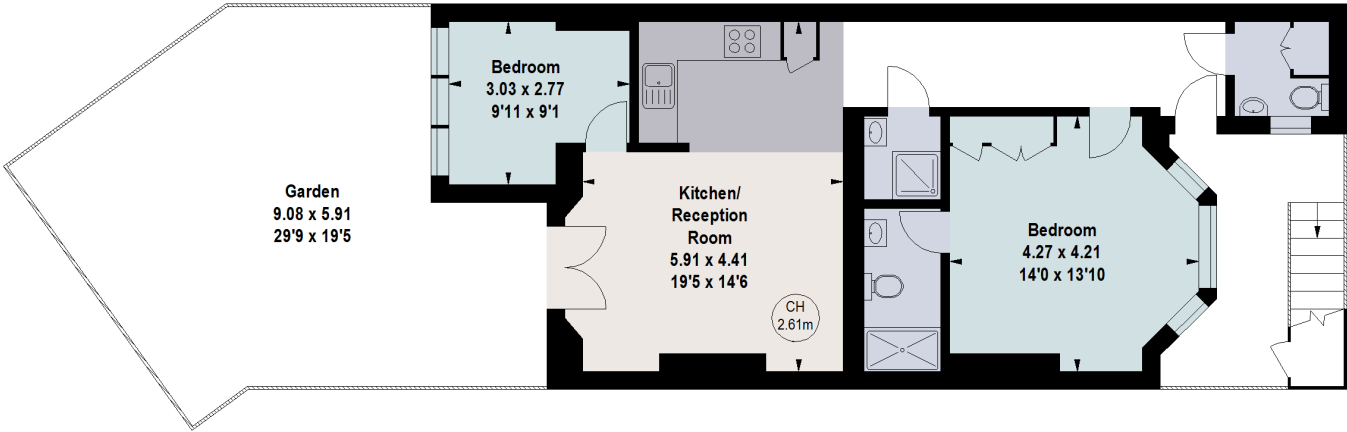 Bedroom
3.03 x 2.77
9'11 x 9'1
Garden
9.08 x 5.91
29'9 x 19'5
Kitchen/
Reception
Room
5.91 x 4.41
19'5 x 14'6
CH
2.61m
Bedroom
4.27 x 4.21
14'0 x 13'10